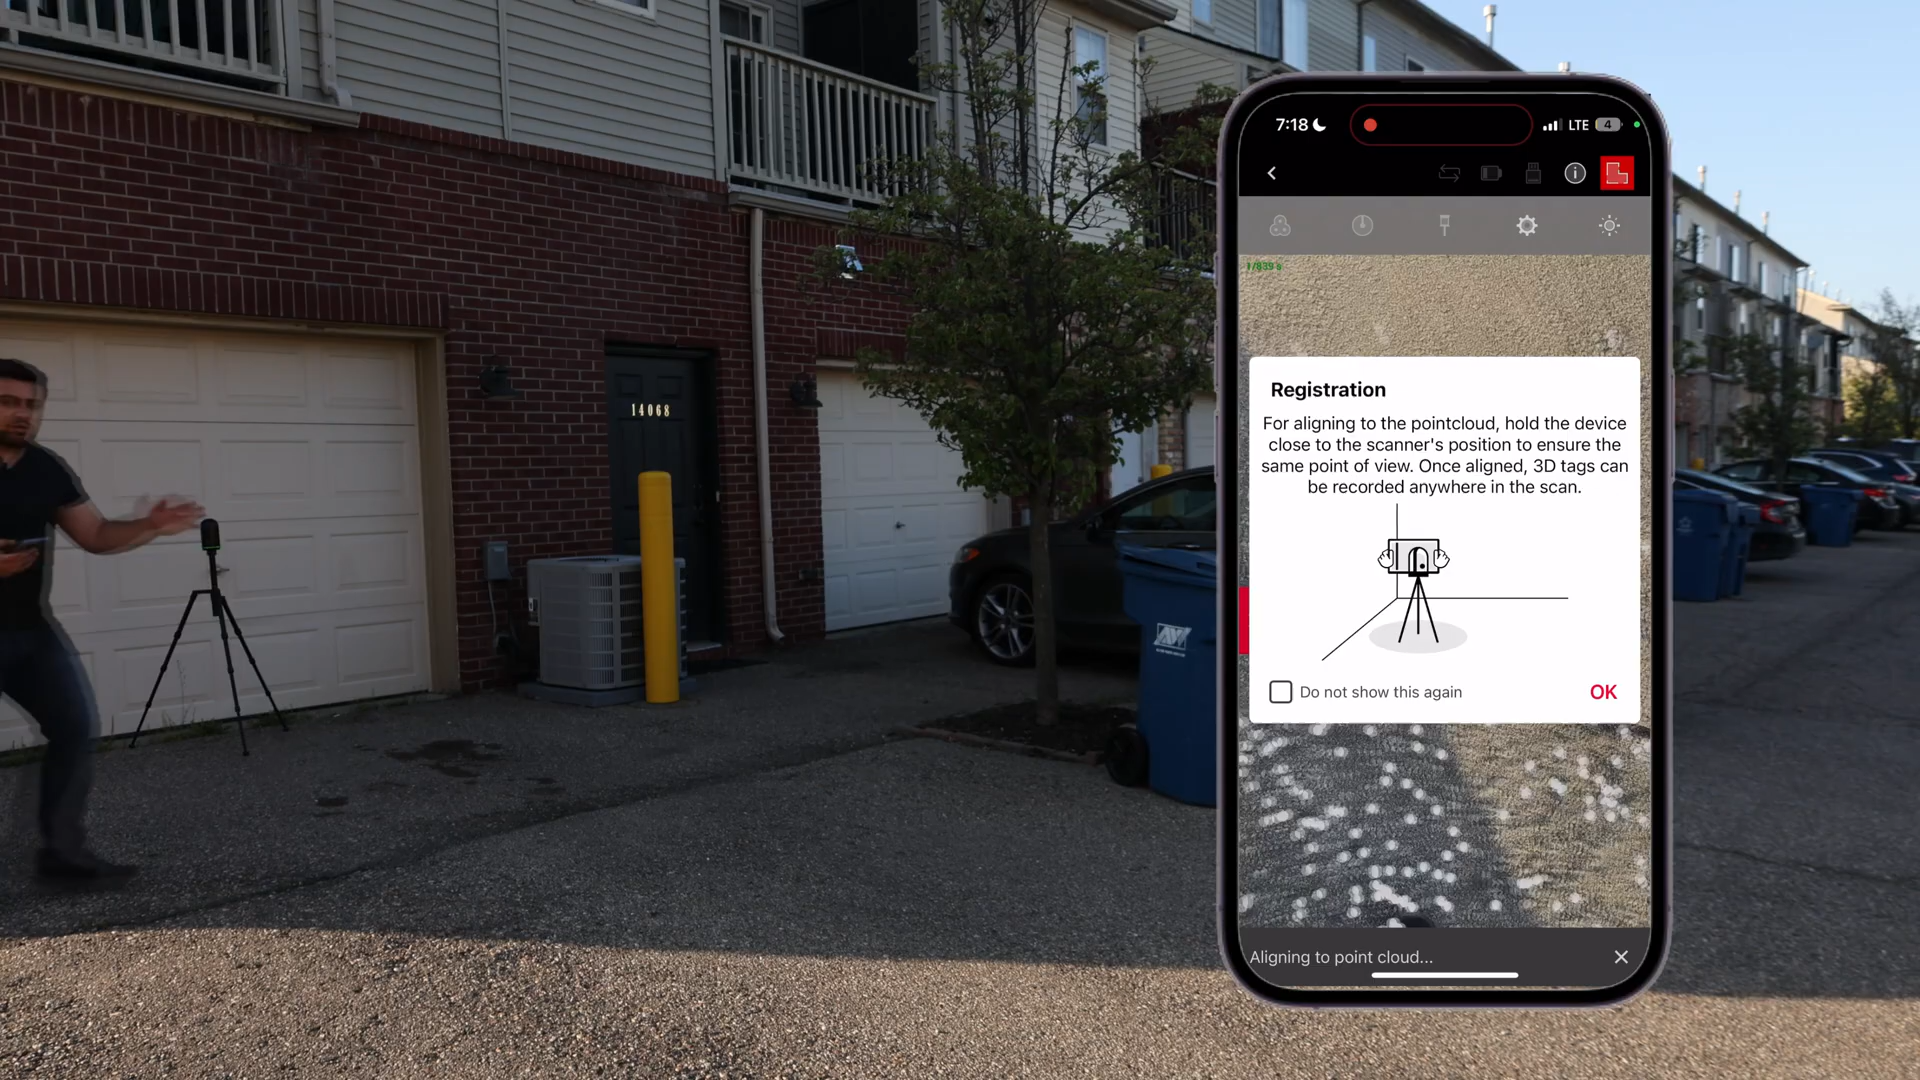 14068
7:18
LTE
4
1/839 s
Registration
For aligning to the pointcloud, hold the device
close to the scanner's position to ensure the
same point of view. Once aligned, 3D tags can
be recorded anywhere in the scan.
Do not show this again
OK
Aligning to point cloud...